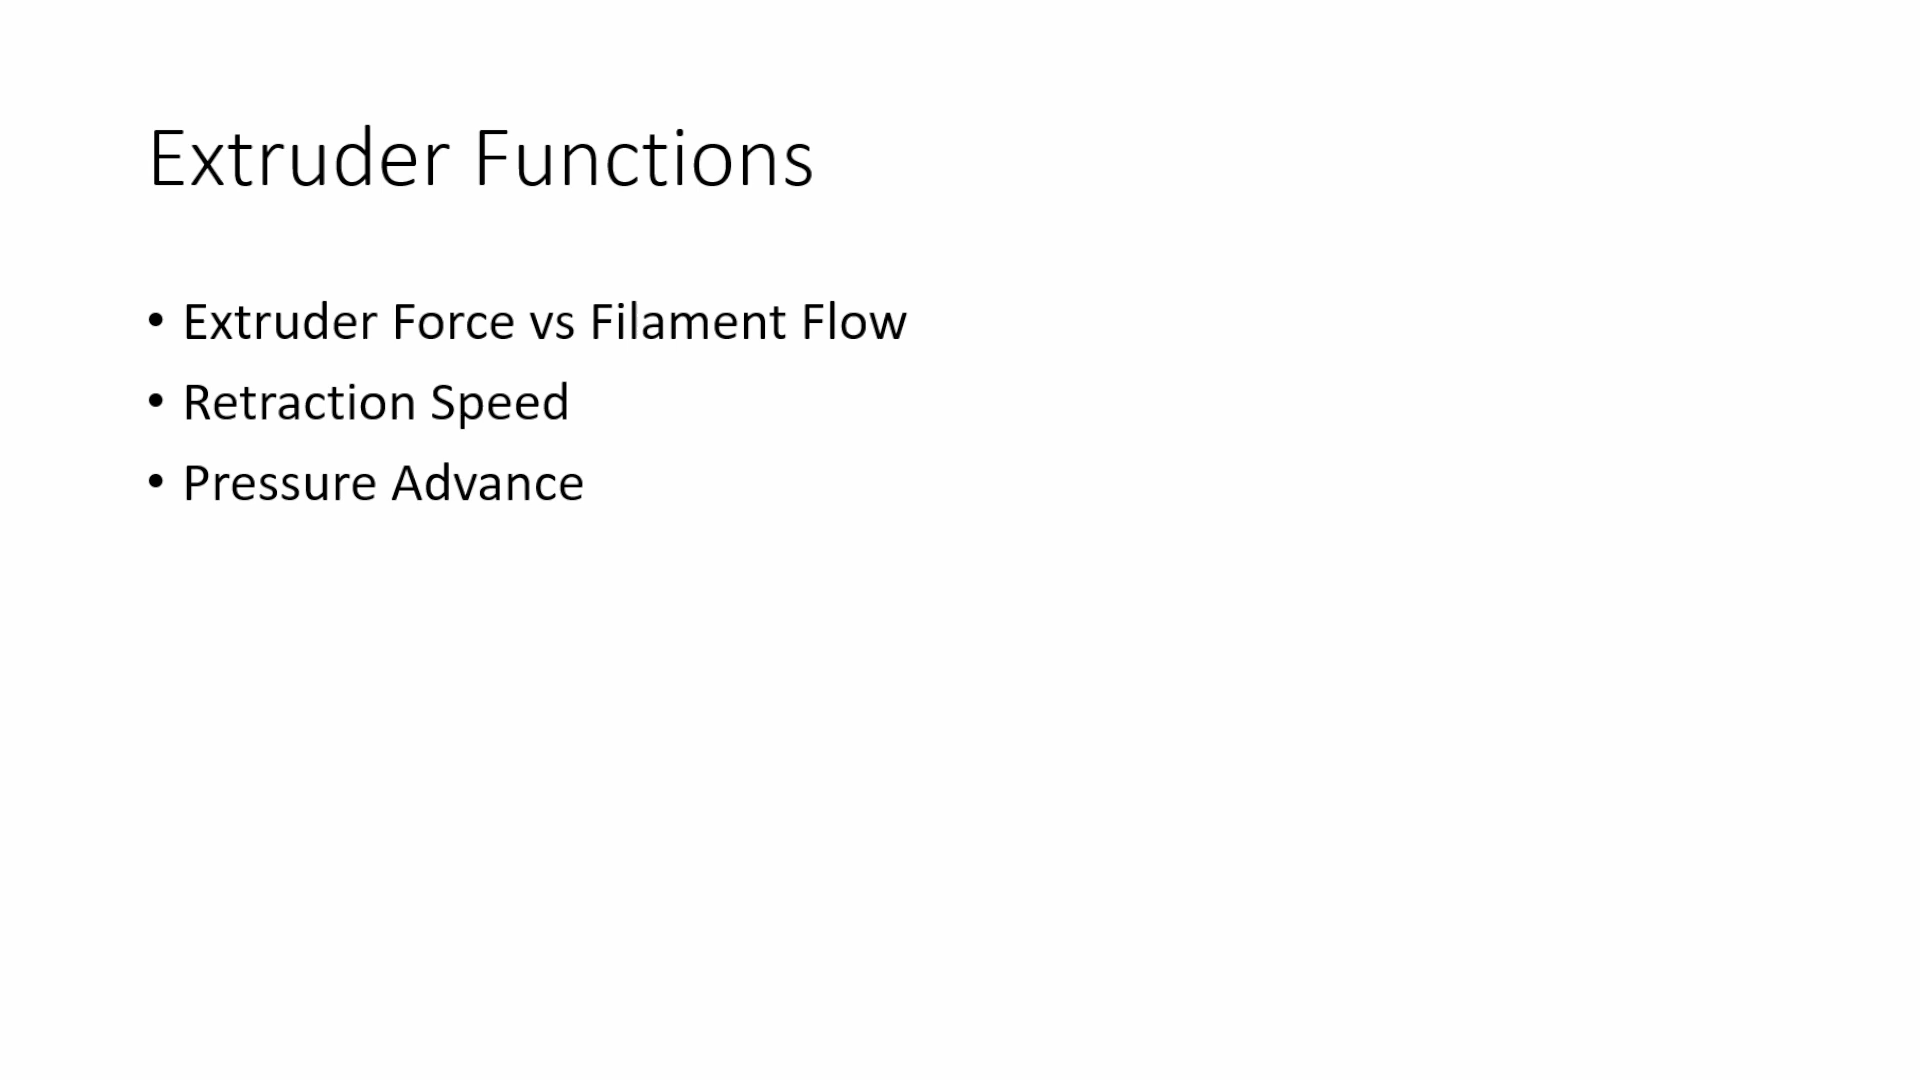 Extruder Functions
• Extruder Force vs Filament Flow
• Retraction Speed
• Pressure Advance